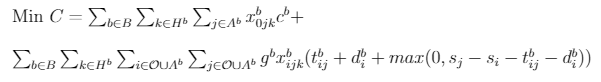 Min C = ∑_{b∈B} ∑_{k∈H^b} ∑_{j∈Λ^b} x^b_{0jk} c^b +
∑_{b∈B} ∑_{k∈H^b} ∑_{i∈𝒪∪Λ^b} ∑_{j∈𝒪∪Λ^b} g^b x^b_{ijk}(t^b_{ij} + d^b_i + max(0, s_j − s_i − t^b_{ij} − d^b_i))